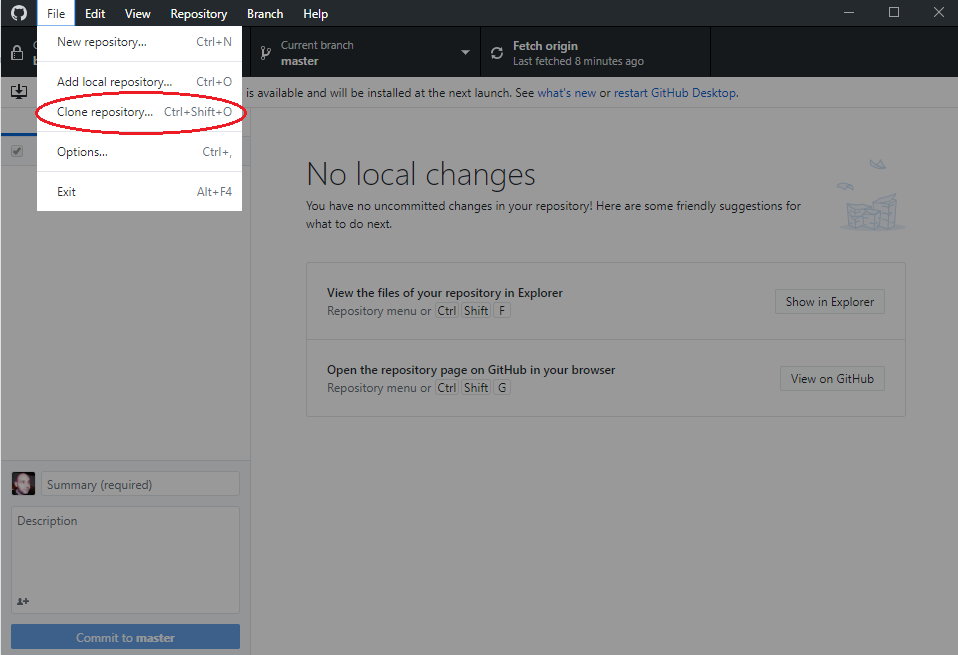 File Edit View Repository Branch Help
Current branch
master
Fetch origin
Last fetched 8 minutes ago
New repository... Ctrl+N
Add local repository... Ctrl+O
Clone repository... Ctrl+Shift+O
Options... Ctrl+,
Exit Alt+F4
is available and will be installed at the next launch. See what's new or restart GitHub Desktop.
No local changes
You have no uncommitted changes in your repository! Here are some friendly suggestions for
what to do next.
View the files of your repository in Explorer
Repository menu or Ctrl Shift F
Show in Explorer
Open the repository page on GitHub in your browser
Repository menu or Ctrl Shift G
View on GitHub
Summary (required)
Description
Commit to master